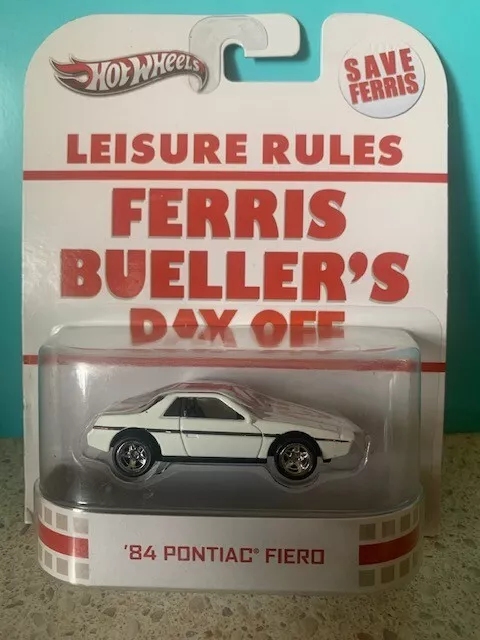 HOT WHEELS
SAVE
FERRIS
LEISURE RULES
FERRIS
BUELLER'S
DAY OFF
'84 PONTIAC® FIERO